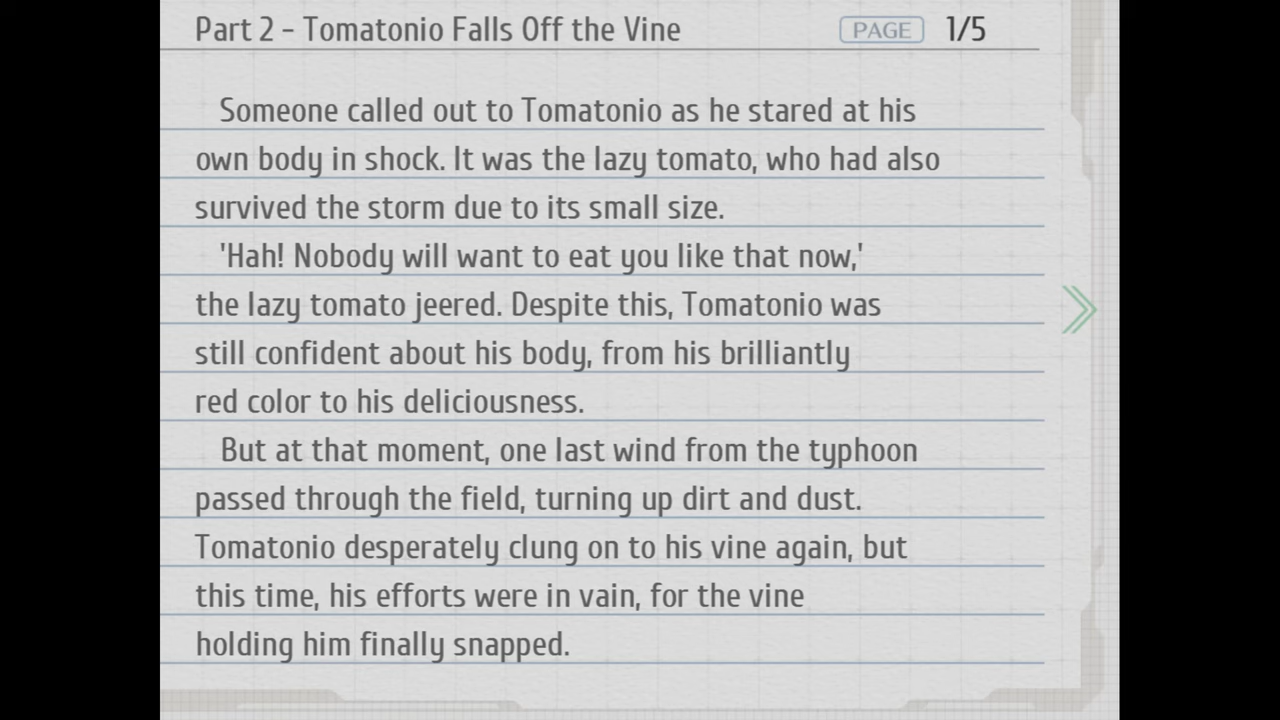 Part 2 - Tomatonio Falls Off the Vine PAGE 1/5
Someone called out to Tomatonio as he stared at his
own body in shock. It was the lazy tomato, who had also
survived the storm due to its small size.
'Hah! Nobody will want to eat you like that now,'
the lazy tomato jeered. Despite this, Tomatonio was
still confident about his body, from his brilliantly
red color to his deliciousness.
But at that moment, one last wind from the typhoon
passed through the field, turning up dirt and dust.
Tomatonio desperately clung on to his vine again, but
this time, his efforts were in vain, for the vine
holding him finally snapped.